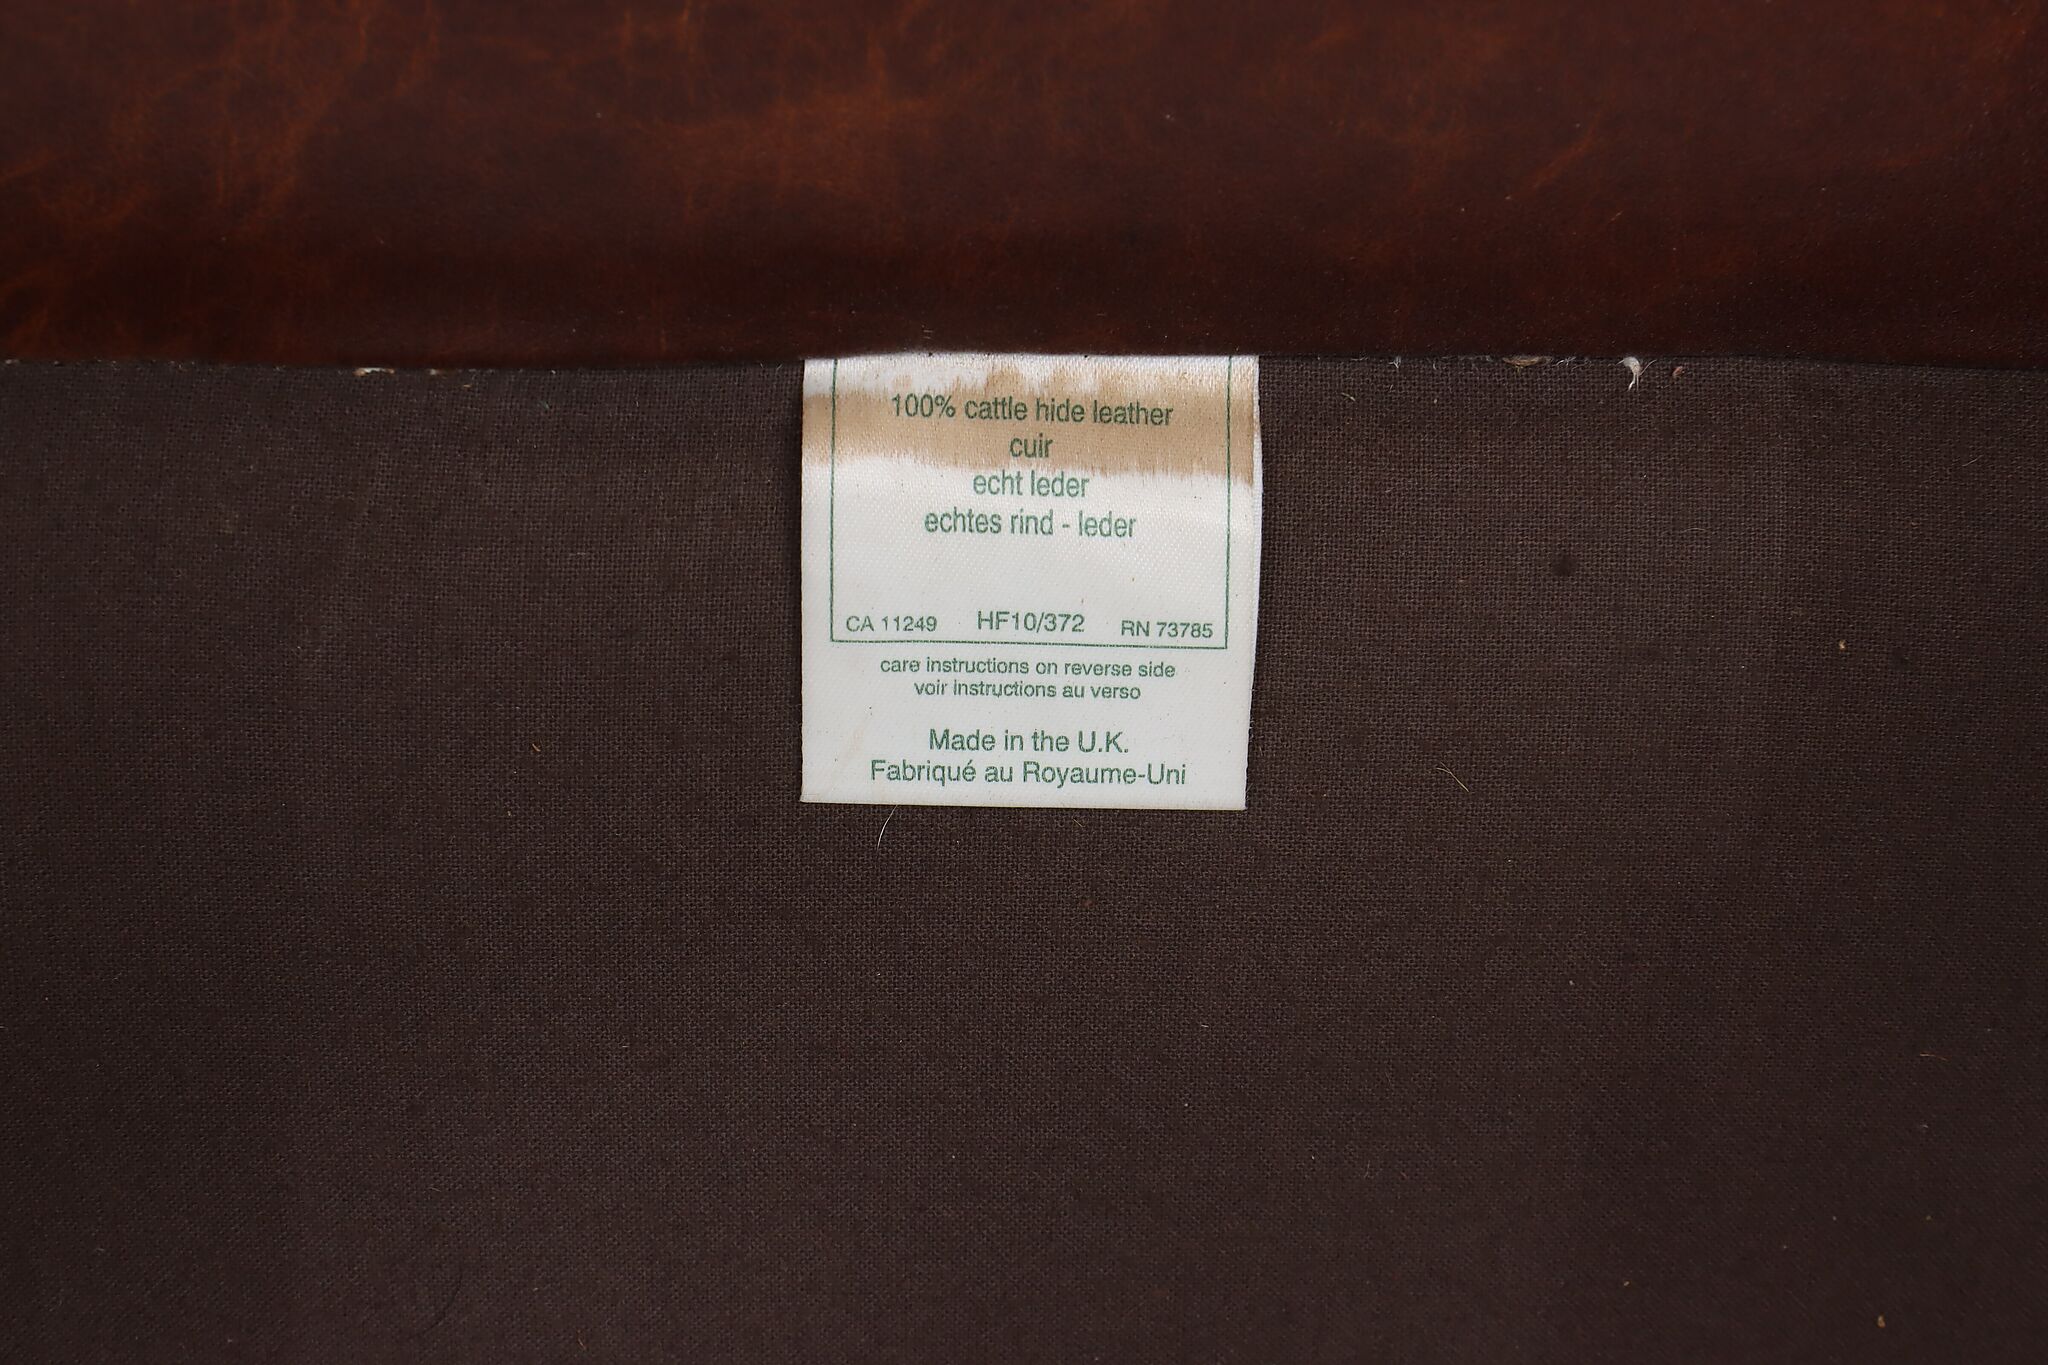 100% cattle hide leather
cuir
echt leder
echtes rind - leder
CA 11249 HF10/372 RN 73785
care instructions on reverse side
voir instructions au verso
Made in the U.K.
Fabriqué au Royaume-Uni